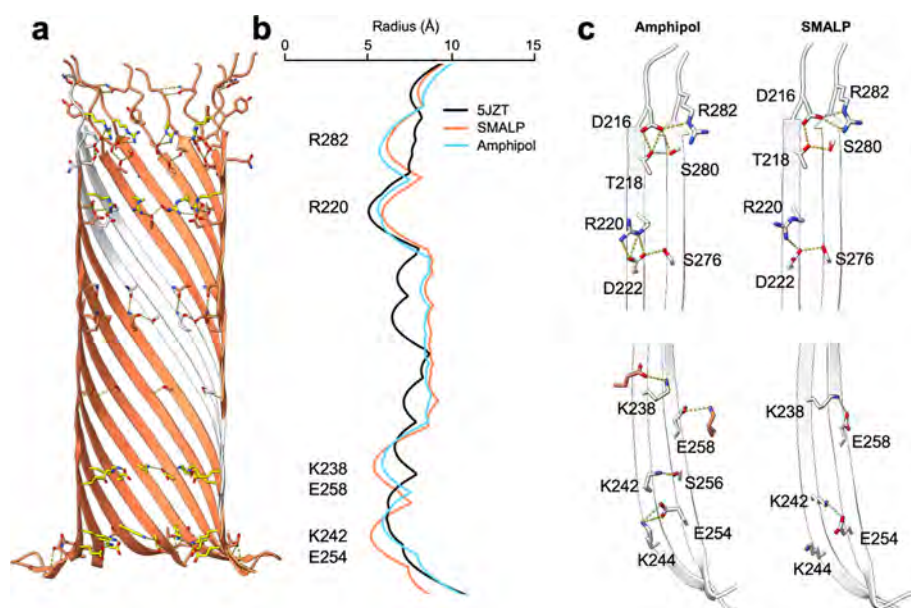 a
b
Radius (Å)
0 5 10 15
5JZT
SMALP
Amphipol
R282
R220
K238
E258
K242
E254
c
Amphipol SMALP
D216
R282
T218
S280
R220
D222
S276
D216
R282
T218
S280
R220
D222
S276
K238
E258
K242
S256
E254
K244
K238
E258
K242
E254
K244